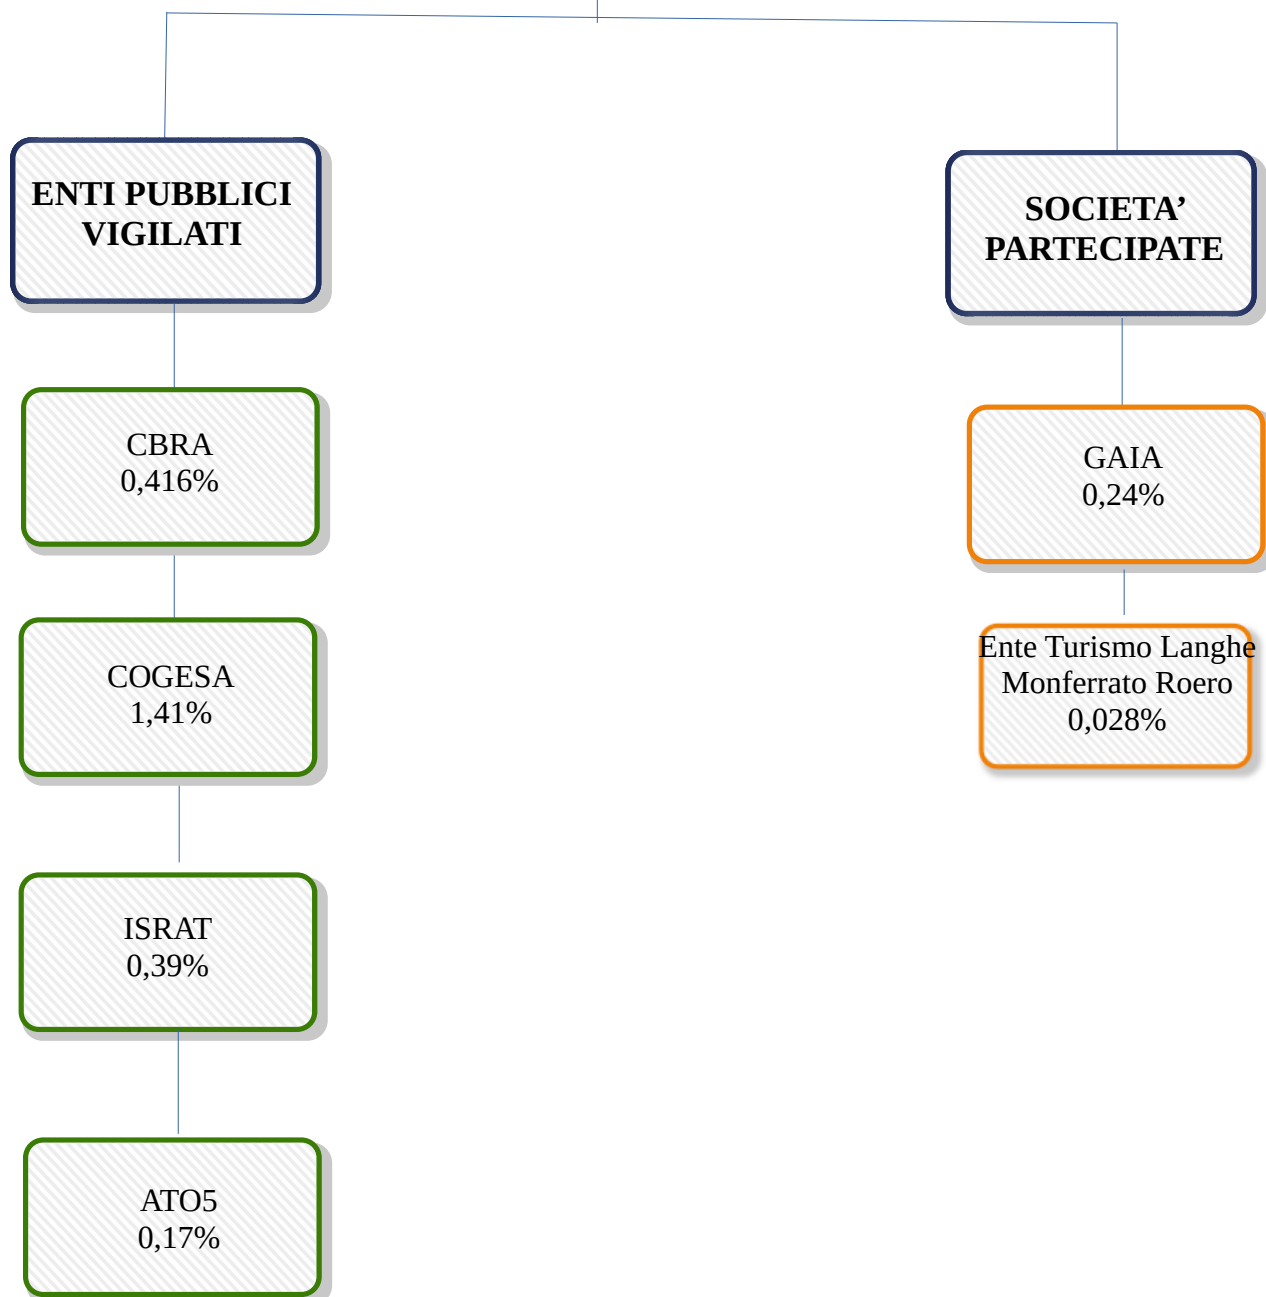 ENTI PUBBLICI
VIGILATI
CBRA
0,416%
COGESA
1,41%
ISRAT
0,39%
ATO5
0,17%
SOCIETA’
PARTECIPATE
GAIA
0,24%
Ente Turismo Langhe
Monferrato Roero
0,028%